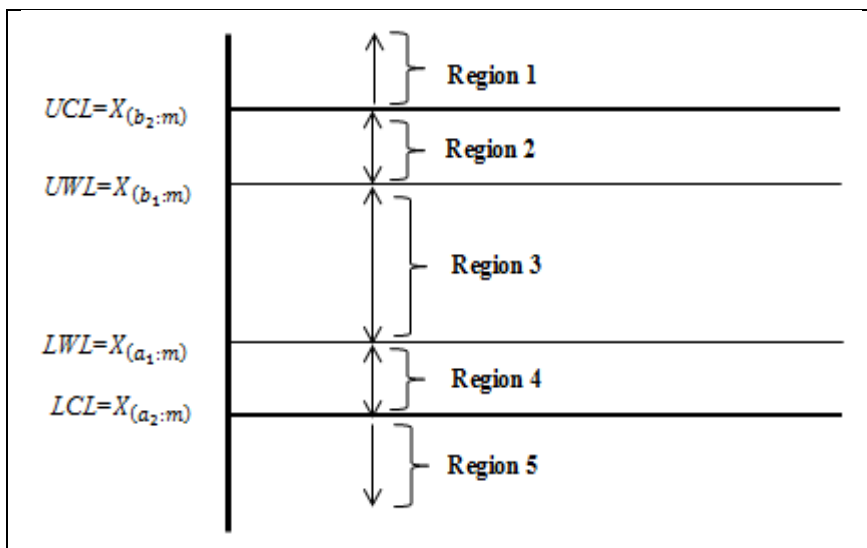 Region 1
UCL=X(b₂:m)
Region 2
UWL=X(b₁:m)
Region 3
LWL=X(a₁:m)
Region 4
LCL=X(a₂:m)
Region 5